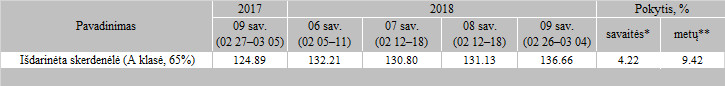 Pavadinimas 2017 2018 Pokytis, %
09 sav. (02 27–03 05) 06 sav. (02 05–11) 07 sav. (02 12–18) 08 sav. (02 12–18) 09 sav. (02 26–03 04) savaitės* metų**
Išdarinėta skerdenėlė (A klasė, 65%) 124.89 132.21 130.80 131.13 136.66 4.22 9.42